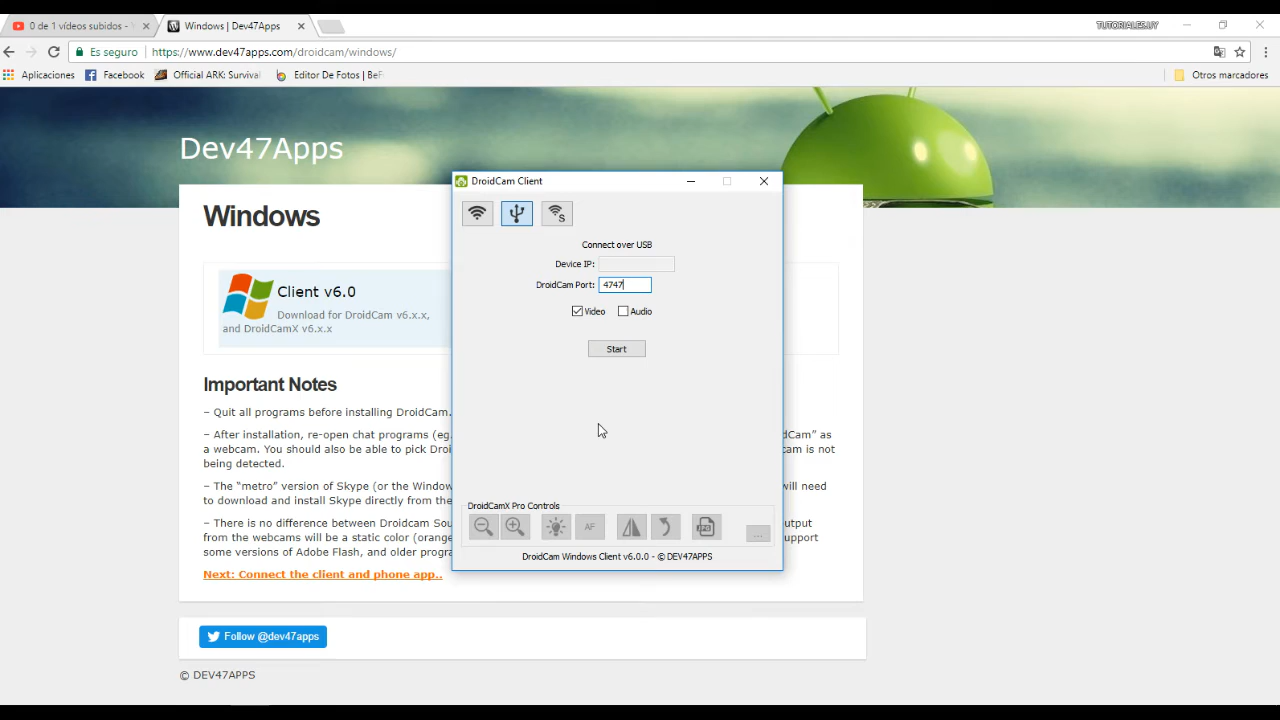 0 de 1 vídeos subidos -
Windows | Dev47Apps
TUTORIALES.UY
Es seguro
https://www.dev47apps.com/droidcam/windows/
Aplicaciones
Facebook
Official ARK: Survival
Editor De Fotos | BeF
Otros marcadores
Dev47Apps
Windows
Client v6.0
Download for DroidCam v6.x.x,
and DroidCamX v6.x.x
Important Notes
– Quit all programs before installing DroidCam.
– After installation, re-open chat programs (eg.
dCam” as
a webcam. You should also be able to pick Droi
cam is not
being detected.
– The “metro” version of Skype (or the Window
will need
to download and install Skype directly from the
– There is no difference between Droidcam Sou
output
from the webcams will be a static color (orange
support
some versions of Adobe Flash, and older progra
Next: Connect the client and phone app..
Follow @dev47apps
© DEV47APPS
DroidCam Client
S
Connect over USB
Device IP:
DroidCam Port: 4747
Video
Audio
Start
DroidCamX Pro Controls
AF
JPG
...
DroidCam Windows Client v6.0.0 - © DEV47APPS